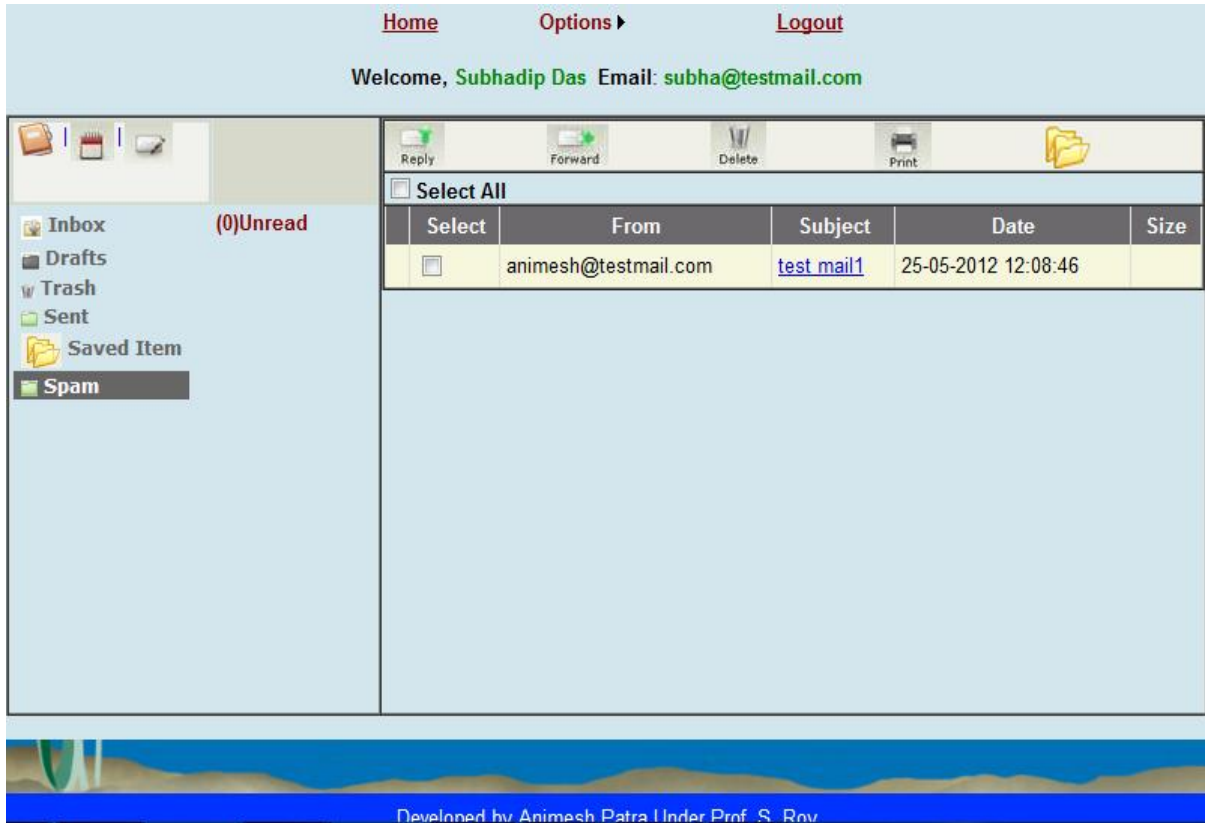 Home Options Logout
Welcome, Subhadip Das Email: subha@testmail.com
Reply Forward Delete Print
Select All
Inbox (0)Unread
Drafts
Trash
Sent
Saved Item
Spam
Select From Subject Date Size
animesh@testmail.com test mail1 25-05-2012 12:08:46
Developed by Animesh Patra Under Prof. S. Roy